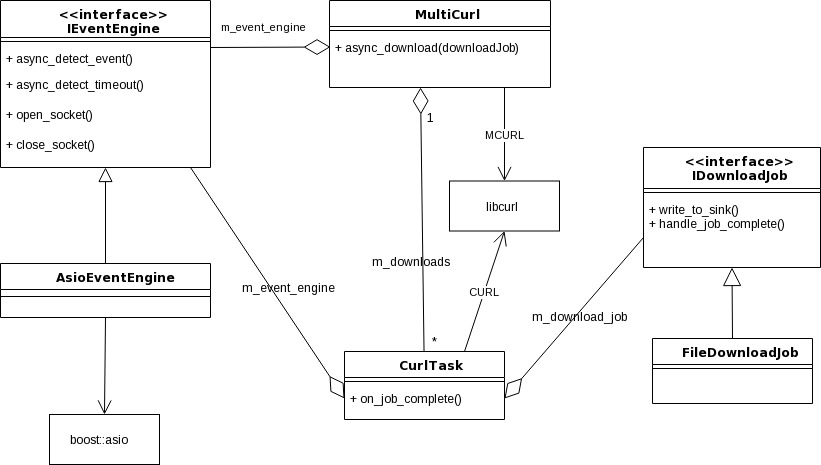 <<interface>>
IEventEngine
+ async_detect_event()
+ async_detect_timeout()
+ open_socket()
+ close_socket()
m_event_engine
MultiCurl
+ async_download(downloadJob)
1
MCURL
libcurl
<<interface>>
IDownloadJob
+ write_to_sink()
+ handle_job_complete()
AsioEventEngine
m_event_engine
m_downloads
CURL
m_download_job
*
CurlTask
+ on_job_complete()
FileDownloadJob
boost::asio